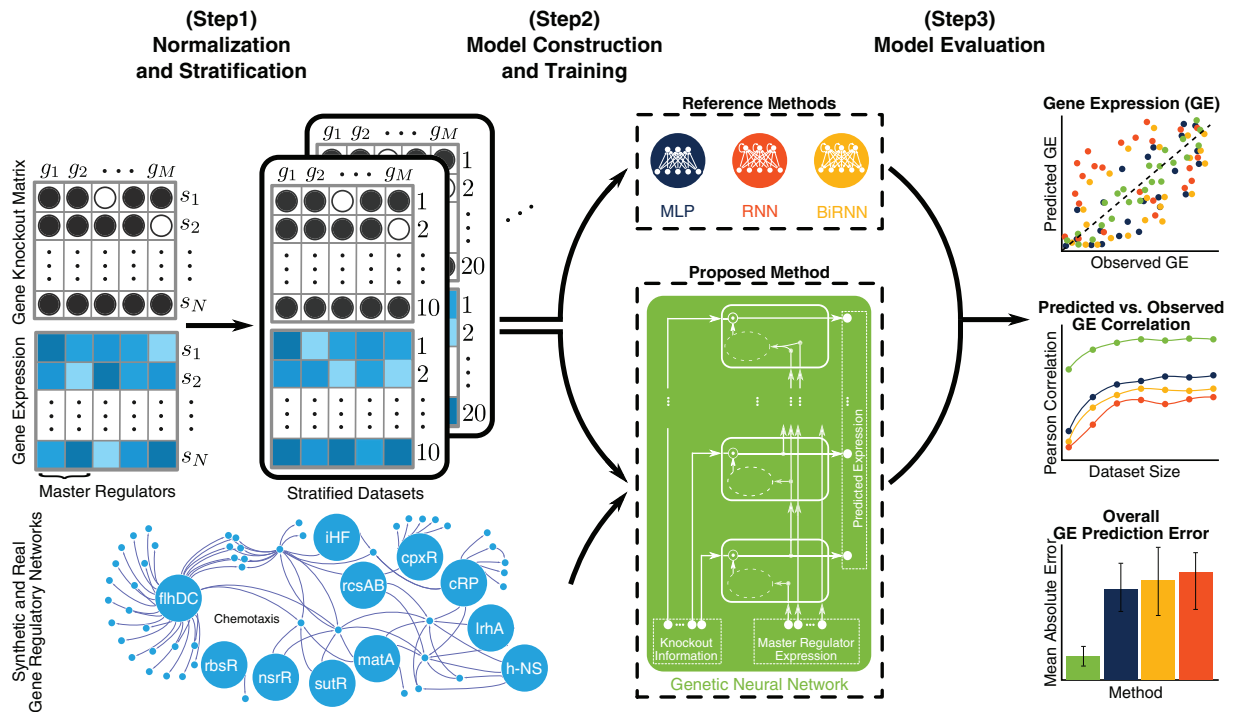 (Step1)
Normalization
and Stratification
(Step2)
Model Construction
and Training
(Step3)
Model Evaluation
Gene Knockout Matrix
g1 g2 ··· gM
s1
s2
sN
Gene Expression
s1
s2
sN
Master Regulators
g1 g2 ··· gM
1
2
20
1
2
20
g1 g2 ··· gM
1
2
10
1
2
10
Stratified Datasets
Synthetic and Real
Gene Regulatory Networks
flhDC
iHF
cpxR
rcsAB
cRP
Chemotaxis
lrhA
rbsR
nsrR
sutR
matA
h-NS
Reference Methods
MLP
RNN
BiRNN
Proposed Method
Predicted Expression
Knockout
Information
Master Regulator
Expression
Genetic Neural Network
Gene Expression (GE)
Predicted GE
Observed GE
Predicted vs. Observed
GE Correlation
Pearson Correlation
Dataset Size
Overall
GE Prediction Error
Mean Absolute Error
Method